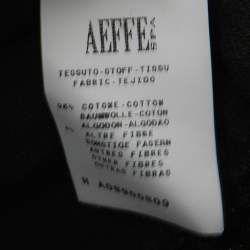 AEFFE SPA
TESSUTO-STOFF-TISSU
FABRIC-TEJIDO
COTONE-COTTON
BAUMWOLLE-COTON
ALGODON-ALGODAO
ALTRE FIBRE
SONSTIGE FASERN
AUTRES FIBRES
OTHER FIBRES
OUTRAS FIBRAS